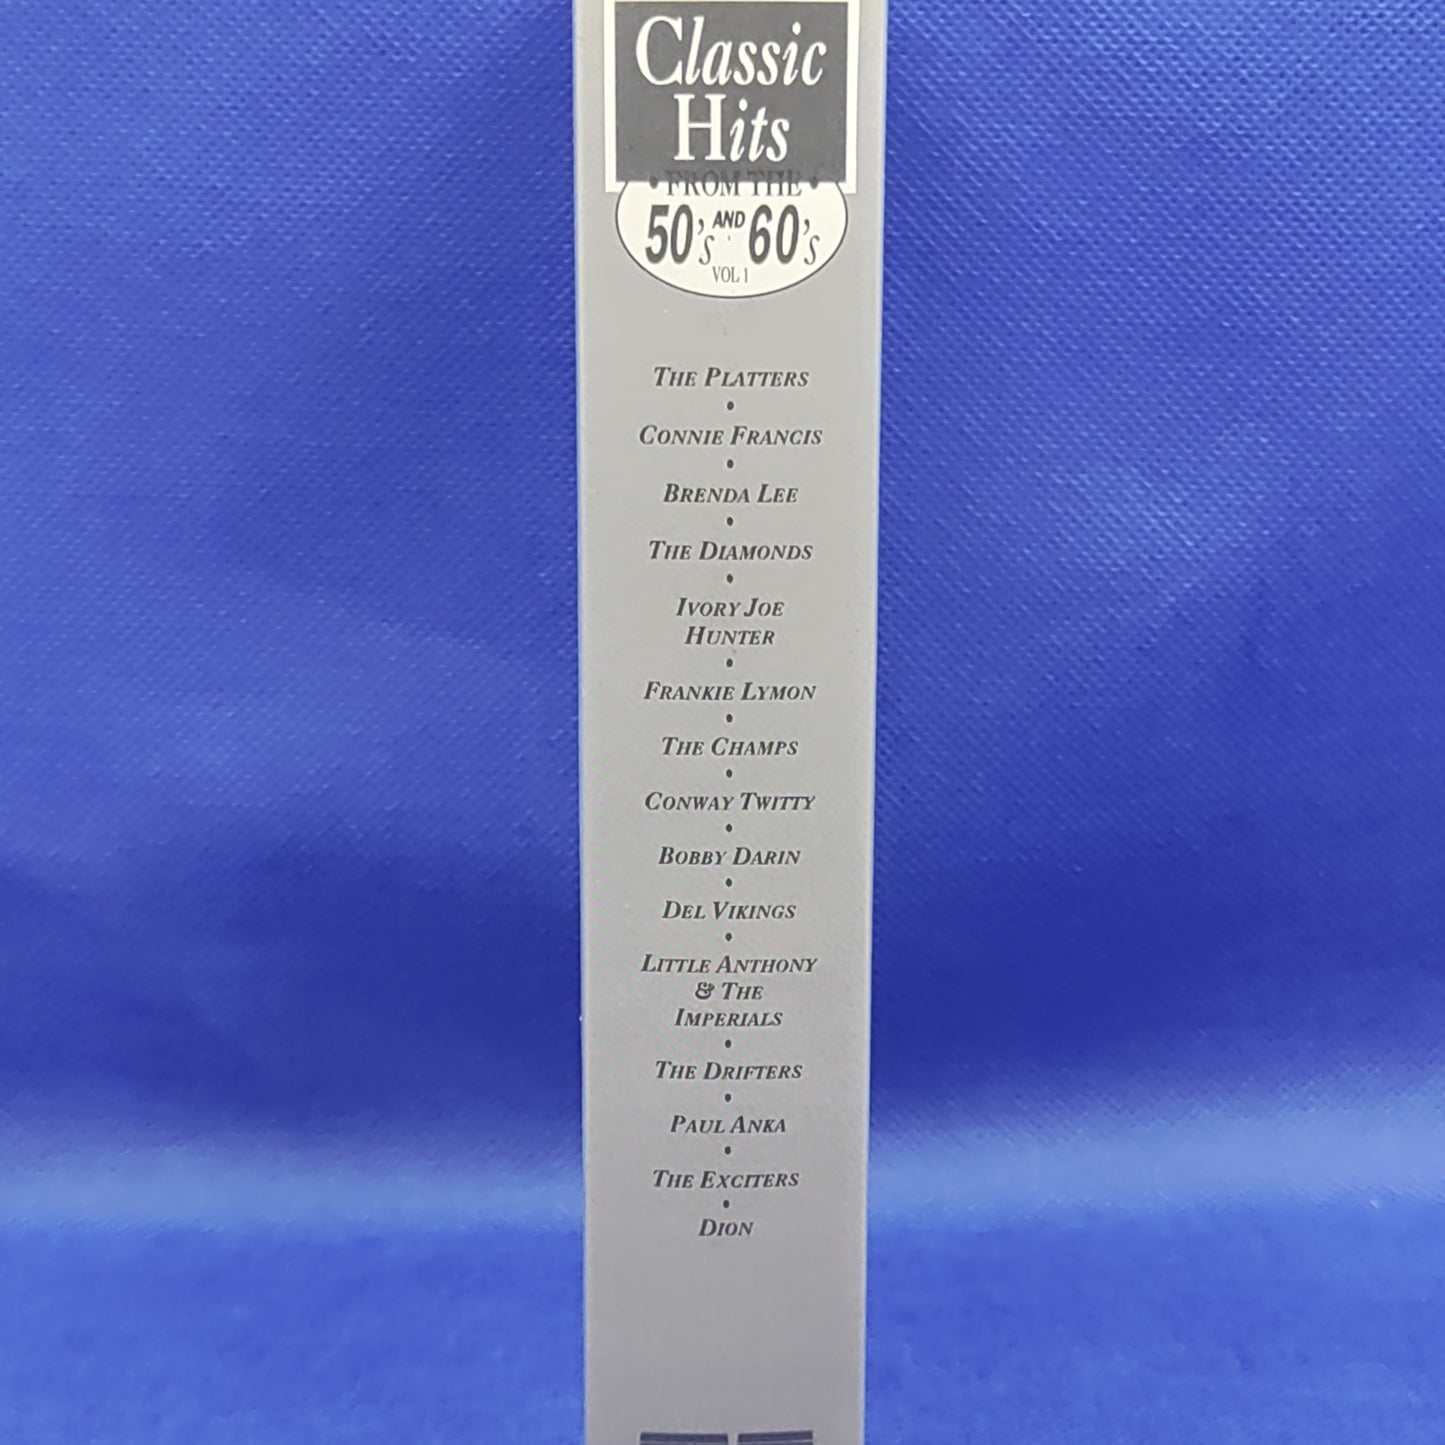 Classic
Hits
• FROM THE •
50's AND 60's
VOL 1
THE PLATTERS
•
CONNIE FRANCIS
•
BRENDA LEE
•
THE DIAMONDS
•
IVORY JOE
HUNTER
•
FRANKIE LYMON
•
THE CHAMPS
•
CONWAY TWITTY
•
BOBBY DARIN
•
DEL VIKINGS
•
LITTLE ANTHONY
& THE
IMPERIALS
•
THE DRIFTERS
•
PAUL ANKA
•
THE EXCITERS
•
DION